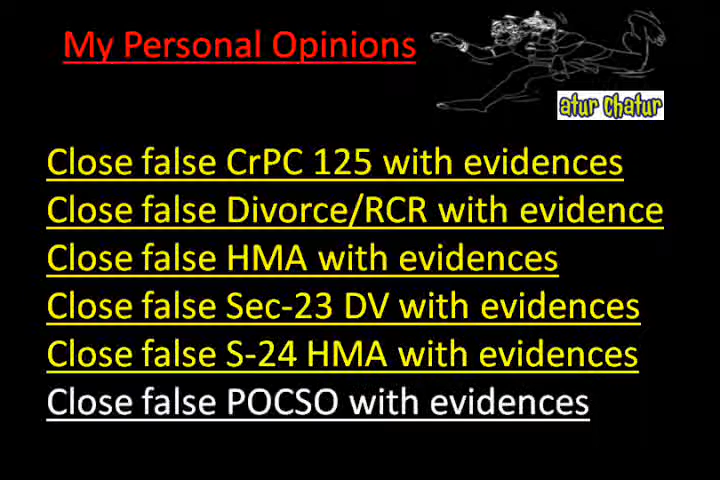 My Personal Opinions
atur Chatur
Close false CrPC 125 with evidences
Close false Divorce/RCR with evidence
Close false HMA with evidences
Close false Sec-23 DV with evidences
Close false S-24 HMA with evidences
Close false POCSO with evidences